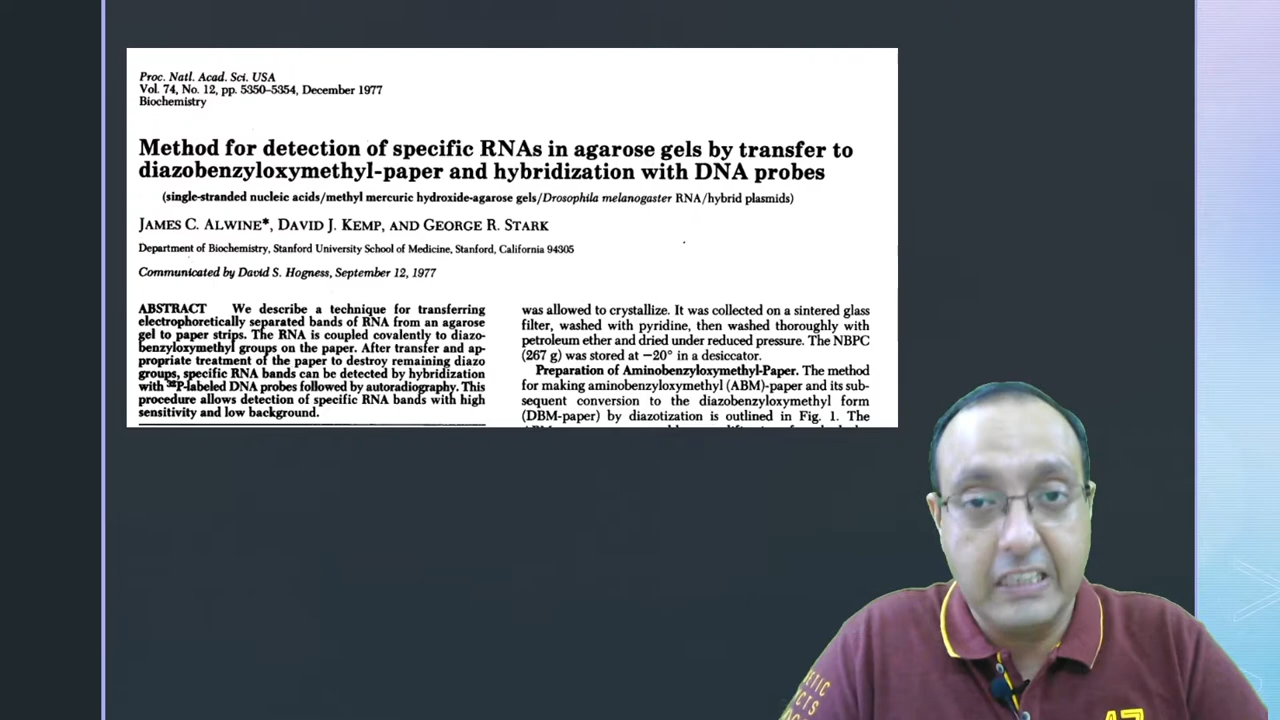 Proc. Natl. Acad. Sci. USA
Vol. 74, No. 12, pp. 5350–5354, December 1977
Biochemistry
Method for detection of specific RNAs in agarose gels by transfer to
diazobenzyloxymethyl-paper and hybridization with DNA probes
(single-stranded nucleic acids/methyl mercuric hydroxide-agarose gels/Drosophila melanogaster RNA/hybrid plasmids)
JAMES C. ALWINE*, DAVID J. KEMP, AND GEORGE R. STARK
Department of Biochemistry, Stanford University School of Medicine, Stanford, California 94305
Communicated by David S. Hogness, September 12, 1977
ABSTRACT We describe a technique for transferring
electrophoretically separated bands of RNA from an agarose
gel to paper strips. The RNA is coupled covalently to diazo-
benzyloxymethyl groups on the paper. After transfer and ap-
propriate treatment of the paper to destroy remaining diazo
groups, specific RNA bands can be detected by hybridization
with 32P-labeled DNA probes followed by autoradiography. This
procedure allows detection of specific RNA bands with high
sensitivity and low background.
was allowed to crystallize. It was collected on a sintered glass
filter, washed with pyridine, then washed thoroughly with
petroleum ether and dried under reduced pressure. The NBPC
(267 g) was stored at −20° in a desiccator.
Preparation of Aminobenzyloxymethyl-Paper. The method
for making aminobenzyloxymethyl (ABM)-paper and its sub-
sequent conversion to the diazobenzyloxymethyl form
(DBM-paper) by diazotization is outlined in Fig. 1. The
47